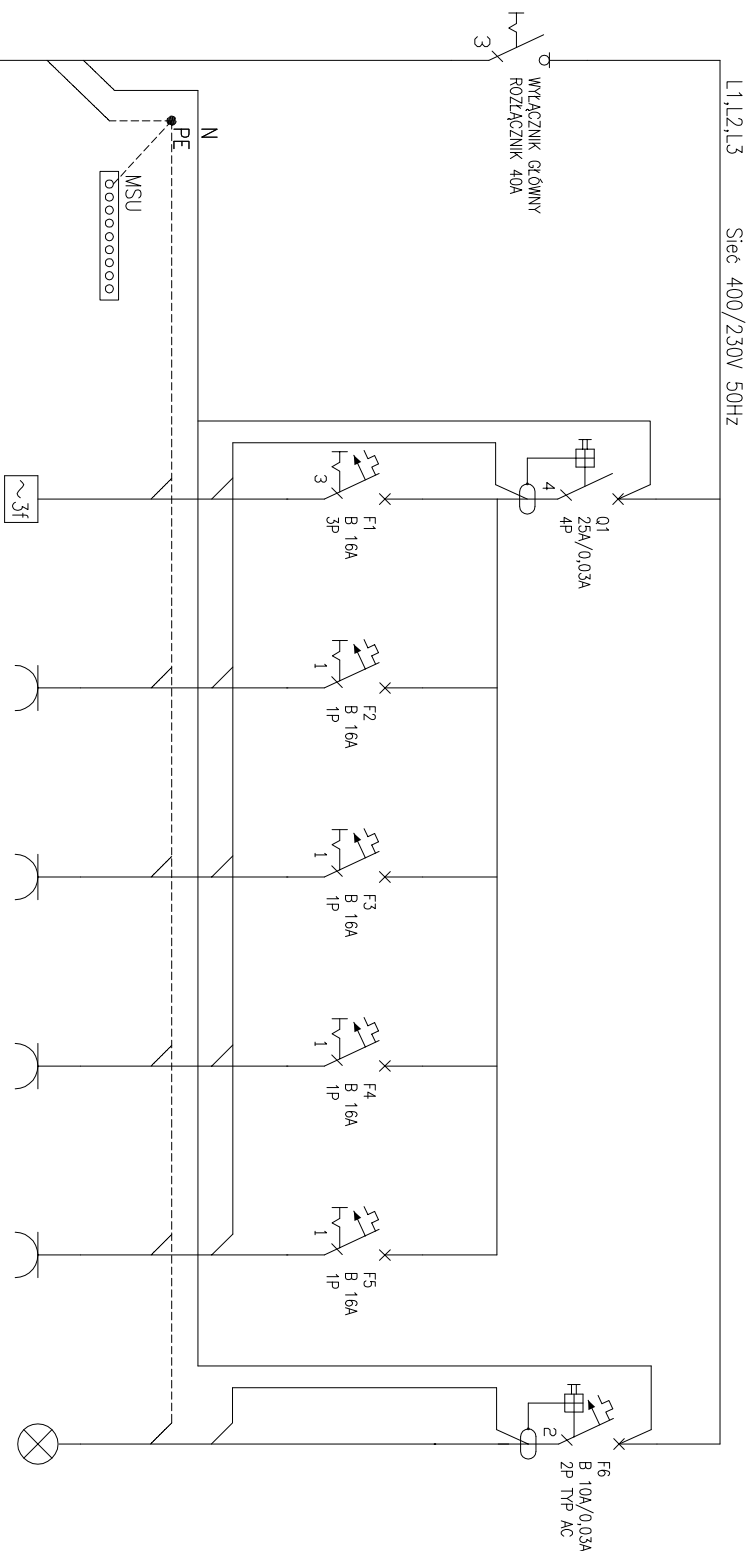 L1,L2,L3
Sieć 400/230V 50Hz
3
WYŁĄCZNIK GŁÓWNY
ROZŁĄCZNIK 40A
N
PE
MSU
4
Q1
25A/0,03A
4P
3
F1
B 16A
3P
1
F2
B 16A
1P
1
F3
B 16A
1P
1
F4
B 16A
1P
1
F5
B 16A
1P
2
F6
B 10A/0,03A
2P TYP AC
~3f